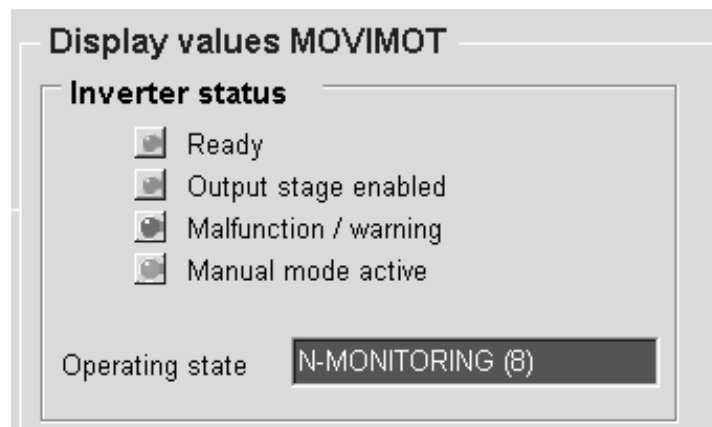 Display values MOVIMOT
Inverter status
Ready
Output stage enabled
Malfunction / warning
Manual mode active
Operating state N-MONITORING (8)